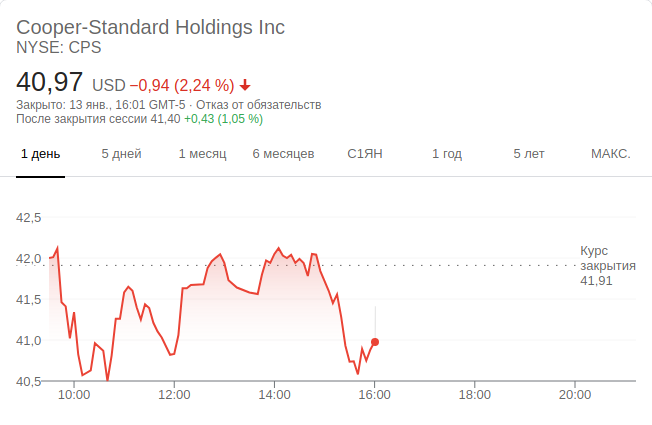 Cooper-Standard Holdings Inc
NYSE: CPS
40,97 USD −0,94 (2,24 %)
Закрыто: 13 янв., 16:01 GMT-5 · Отказ от обязательств
После закрытия сессии 41,40 +0,43 (1,05 %)
1 день 5 дней 1 месяц 6 месяцев С1ЯН 1 год 5 лет МАКС.
42,5
42,0
41,5
41,0
40,5
Курс
закрытия
41,91
10:00 12:00 14:00 16:00 18:00 20:00